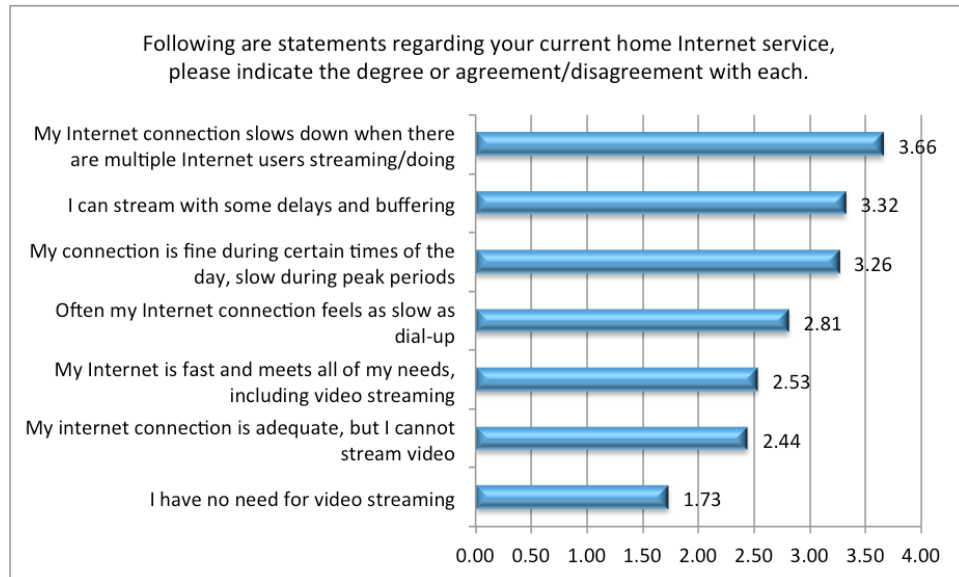 Following are statements regarding your current home Internet service,
please indicate the degree or agreement/disagreement with each.
My Internet connection slows down when there
are multiple Internet users streaming/doing
3.66
I can stream with some delays and buffering
3.32
My connection is fine during certain times of the
day, slow during peak periods
3.26
Often my Internet connection feels as slow as
dial-up
2.81
My Internet is fast and meets all of my needs,
including video streaming
2.53
My internet connection is adequate, but I cannot
stream video
2.44
I have no need for video streaming
1.73
0.00 0.50 1.00 1.50 2.00 2.50 3.00 3.50 4.00